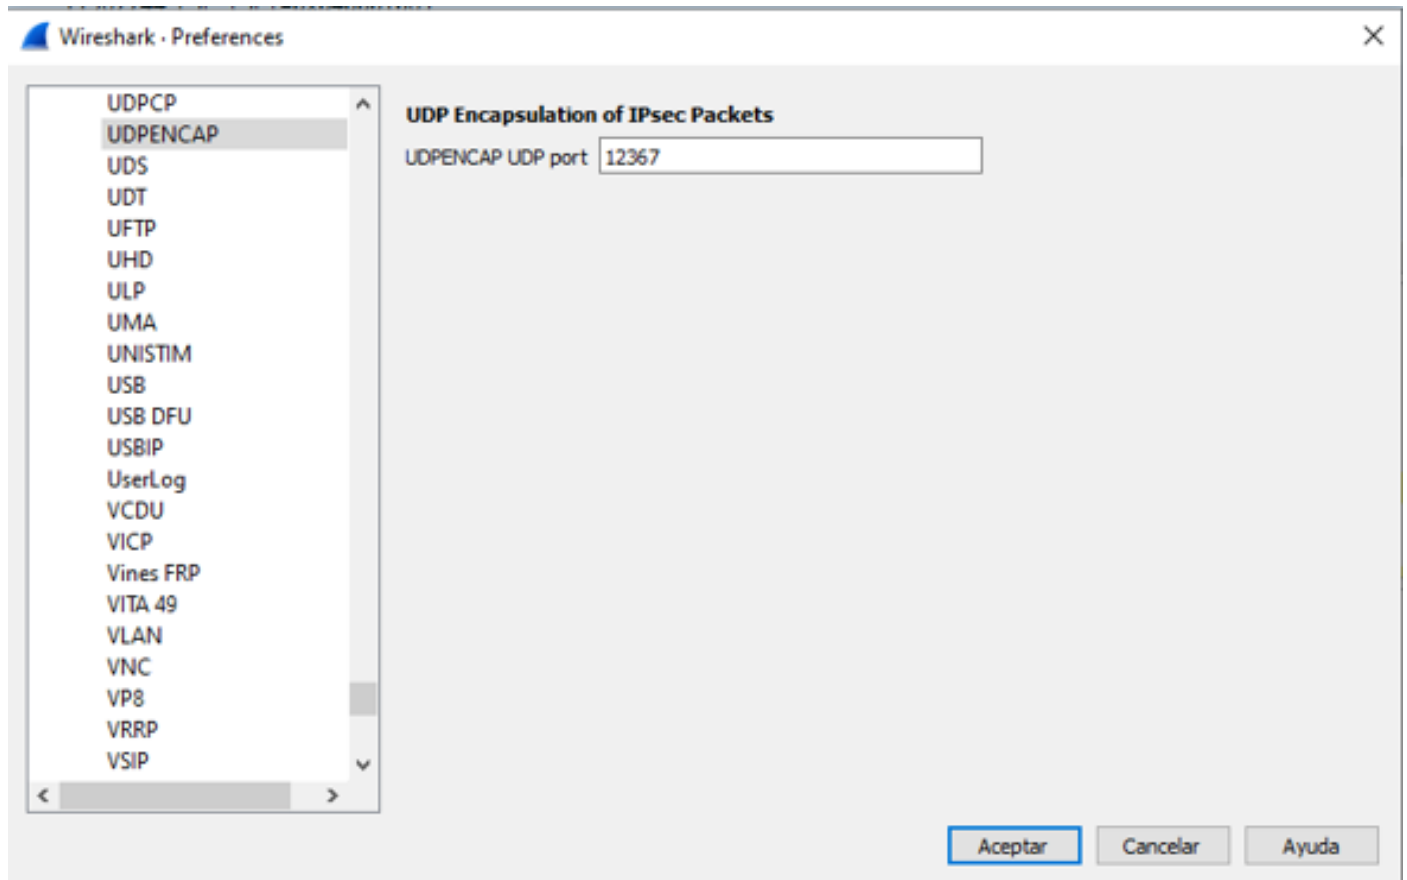 Wireshark · Preferences
UDPCP
UDPENCAP
UDS
UDT
UFTP
UHD
ULP
UMA
UNISTIM
USB
USB DFU
USBIP
UserLog
VCDU
VICP
Vines FRP
VITA 49
VLAN
VNC
VP8
VRRP
VSIP
UDP Encapsulation of IPsec Packets
UDPENCAP UDP port 12367
Aceptar Cancelar Ayuda